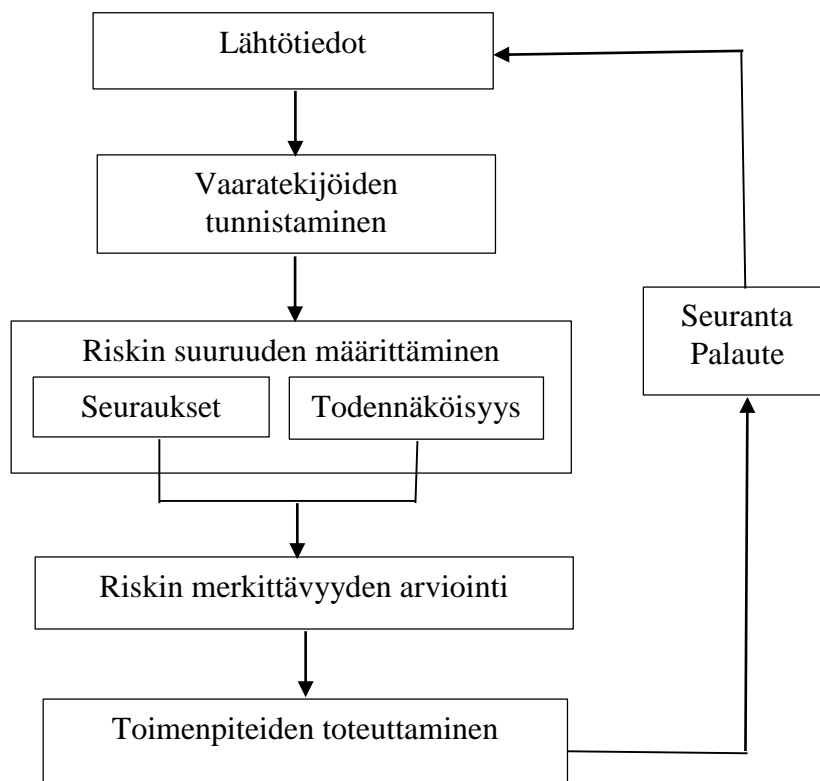 Lähtötiedot
Vaaratekijöiden
tunnistaminen
Riskin suuruuden määrittäminen
Seuraukset
Todennäköisyys
Riskin merkittävyyden arviointi
Toimenpiteiden toteuttaminen
Seuranta
Palaute